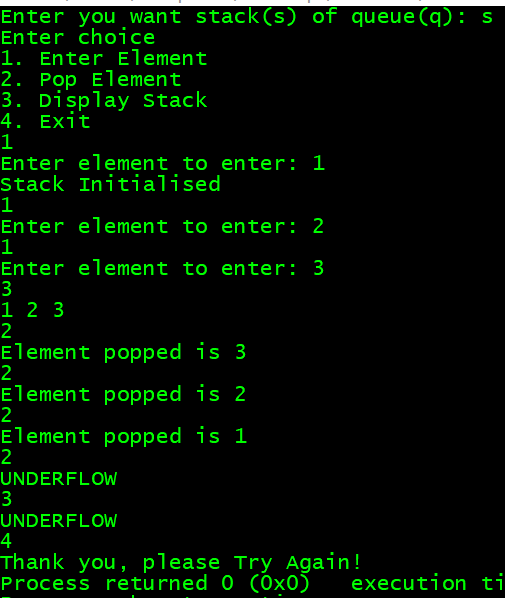 Enter you want stack(s) of queue(q): s
Enter choice
1. Enter Element
2. Pop Element
3. Display Stack
4. Exit
1
Enter element to enter: 1
Stack Initialised
1
Enter element to enter: 2
1
Enter element to enter: 3
3
1 2 3
2
Element popped is 3
2
Element popped is 2
2
Element popped is 1
2
UNDERFLOW
3
UNDERFLOW
4
Thank you, please Try Again!
Process returned 0 (0x0)   execution ti